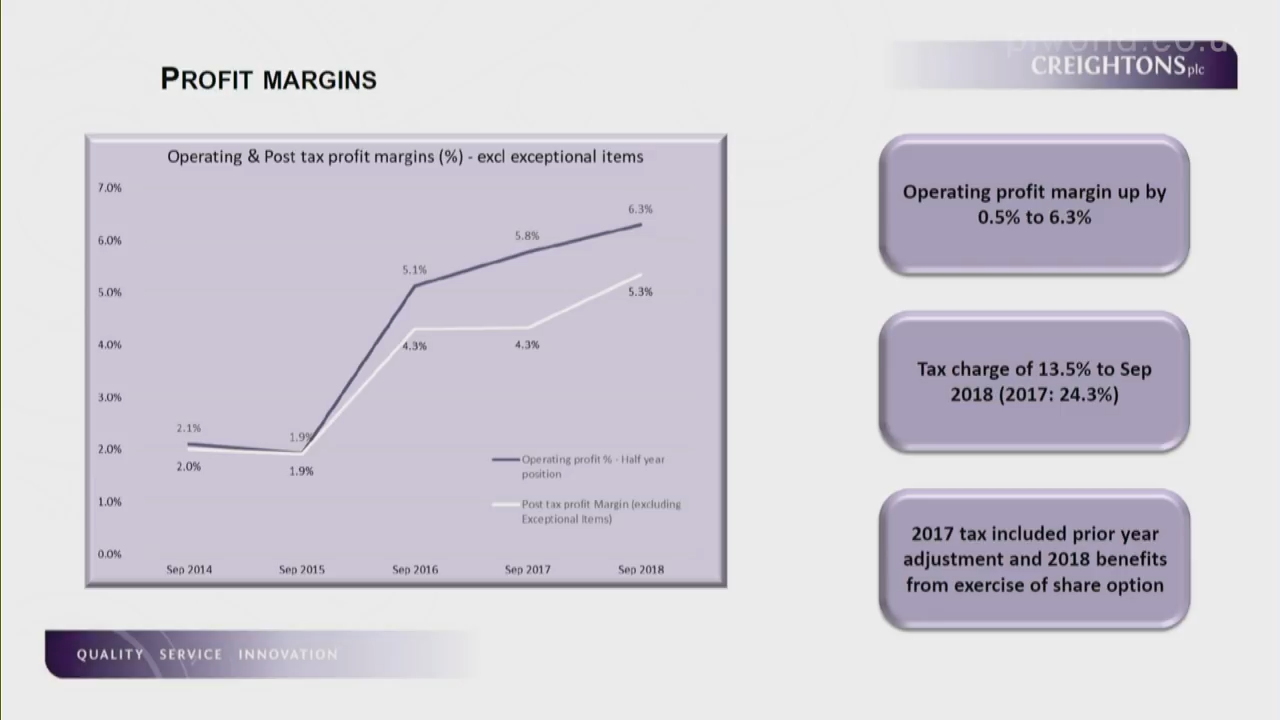 piworld.co.u
CREIGHTONSplc
PROFIT MARGINS
Operating & Post tax profit margins (%) - excl exceptional items
7.0%
6.0%
5.0%
4.0%
3.0%
2.0%
1.0%
0.0%
2.1%
1.9%
5.1%
5.8%
6.3%
2.0%
1.9%
4.3%
4.3%
5.3%
Operating profit % - Half year
position
Post tax profit Margin (excluding
Exceptional Items)
Sep 2014 Sep 2015 Sep 2016 Sep 2017 Sep 2018
Operating profit margin up by
0.5% to 6.3%
Tax charge of 13.5% to Sep
2018 (2017: 24.3%)
2017 tax included prior year
adjustment and 2018 benefits
from exercise of share option
QUALITY SERVICE INNOVATION